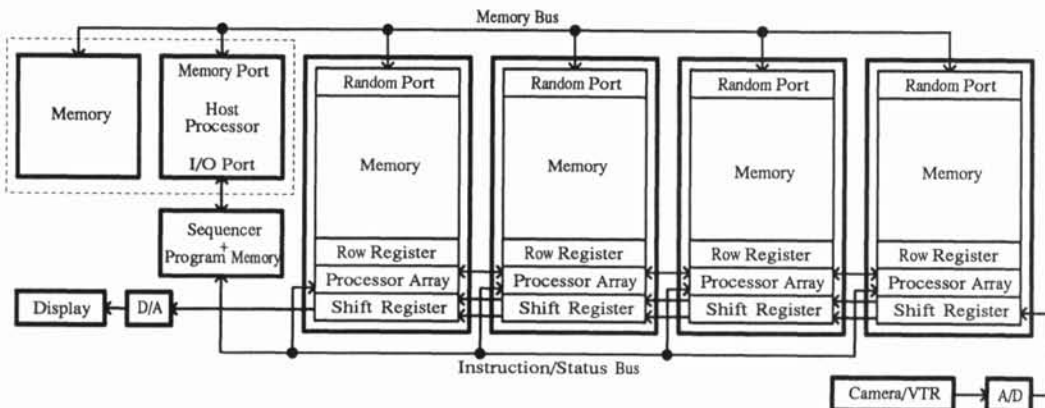 Memory Bus
Memory
Memory Port
Host
Processor
I/O Port
Sequencer
+
Program Memory
Display
D/A
Random Port
Memory
Row Register
Processor Array
Shift Register
Random Port
Memory
Row Register
Processor Array
Shift Register
Random Port
Memory
Row Register
Processor Array
Shift Register
Random Port
Memory
Row Register
Processor Array
Shift Register
Instruction/Status Bus
Camera/VTR
A/D